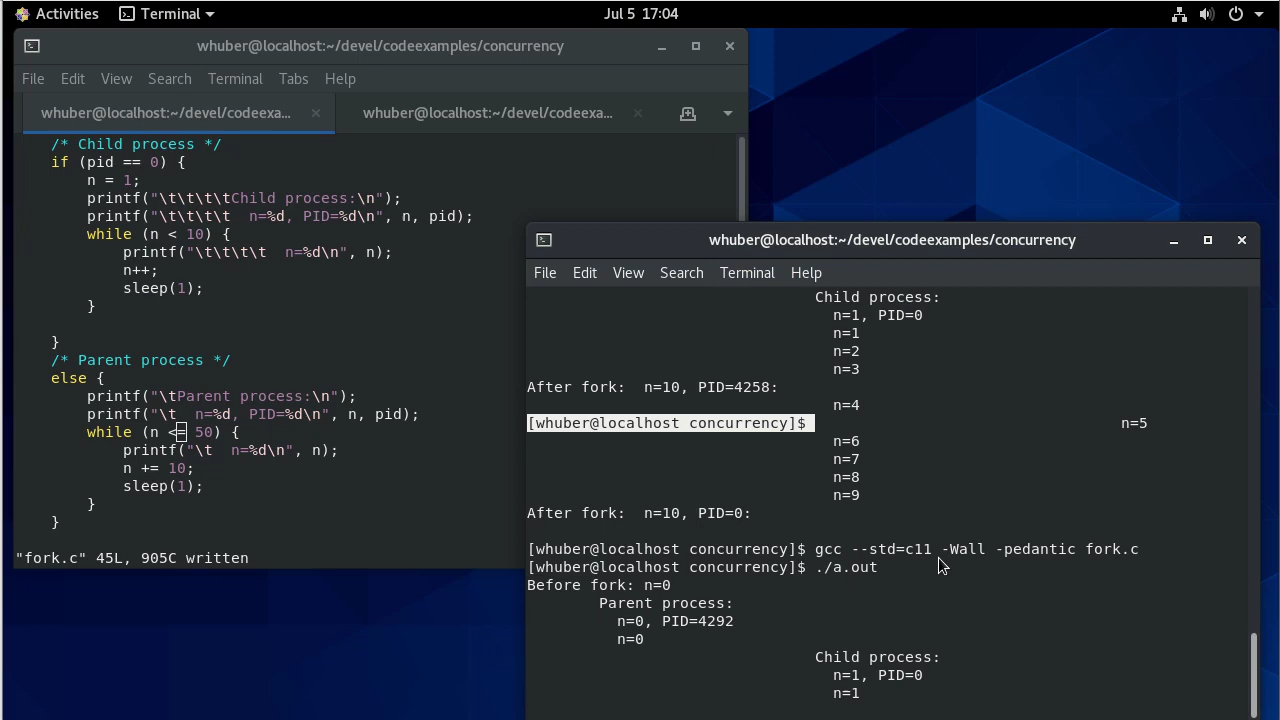 Activities Terminal Jul 5 17:04
whuber@localhost:~/devel/codeexamples/concurrency
File Edit View Search Terminal Tabs Help
whuber@localhost:~/devel/codeexa... whuber@localhost:~/devel/codeexa...
/* Child process */
if (pid == 0) {
n = 1;
printf("\t\t\t\tChild process:\n");
printf("\t\t\t\t  n=%d, PID=%d\n", n, pid);
while (n < 10) {
printf("\t\t\t\t  n=%d\n", n);
n++;
sleep(1);
}
}
/* Parent process */
else {
printf("\tParent process:\n");
printf("\t  n=%d, PID=%d\n", n, pid);
while (n <= 50) {
printf("\t  n=%d\n", n);
n += 10;
sleep(1);
}
}
"fork.c" 45L, 905C written
whuber@localhost:~/devel/codeexamples/concurrency
File Edit View Search Terminal Help
Child process:
n=1, PID=0
n=1
n=2
n=3
After fork:  n=10, PID=4258:
n=4
[whuber@localhost concurrency]$ n=5
n=6
n=7
n=8
n=9
After fork:  n=10, PID=0:
[whuber@localhost concurrency]$ gcc --std=c11 -Wall -pedantic fork.c
[whuber@localhost concurrency]$ ./a.out
Before fork: n=0
Parent process:
n=0, PID=4292
n=0
Child process:
n=1, PID=0
n=1